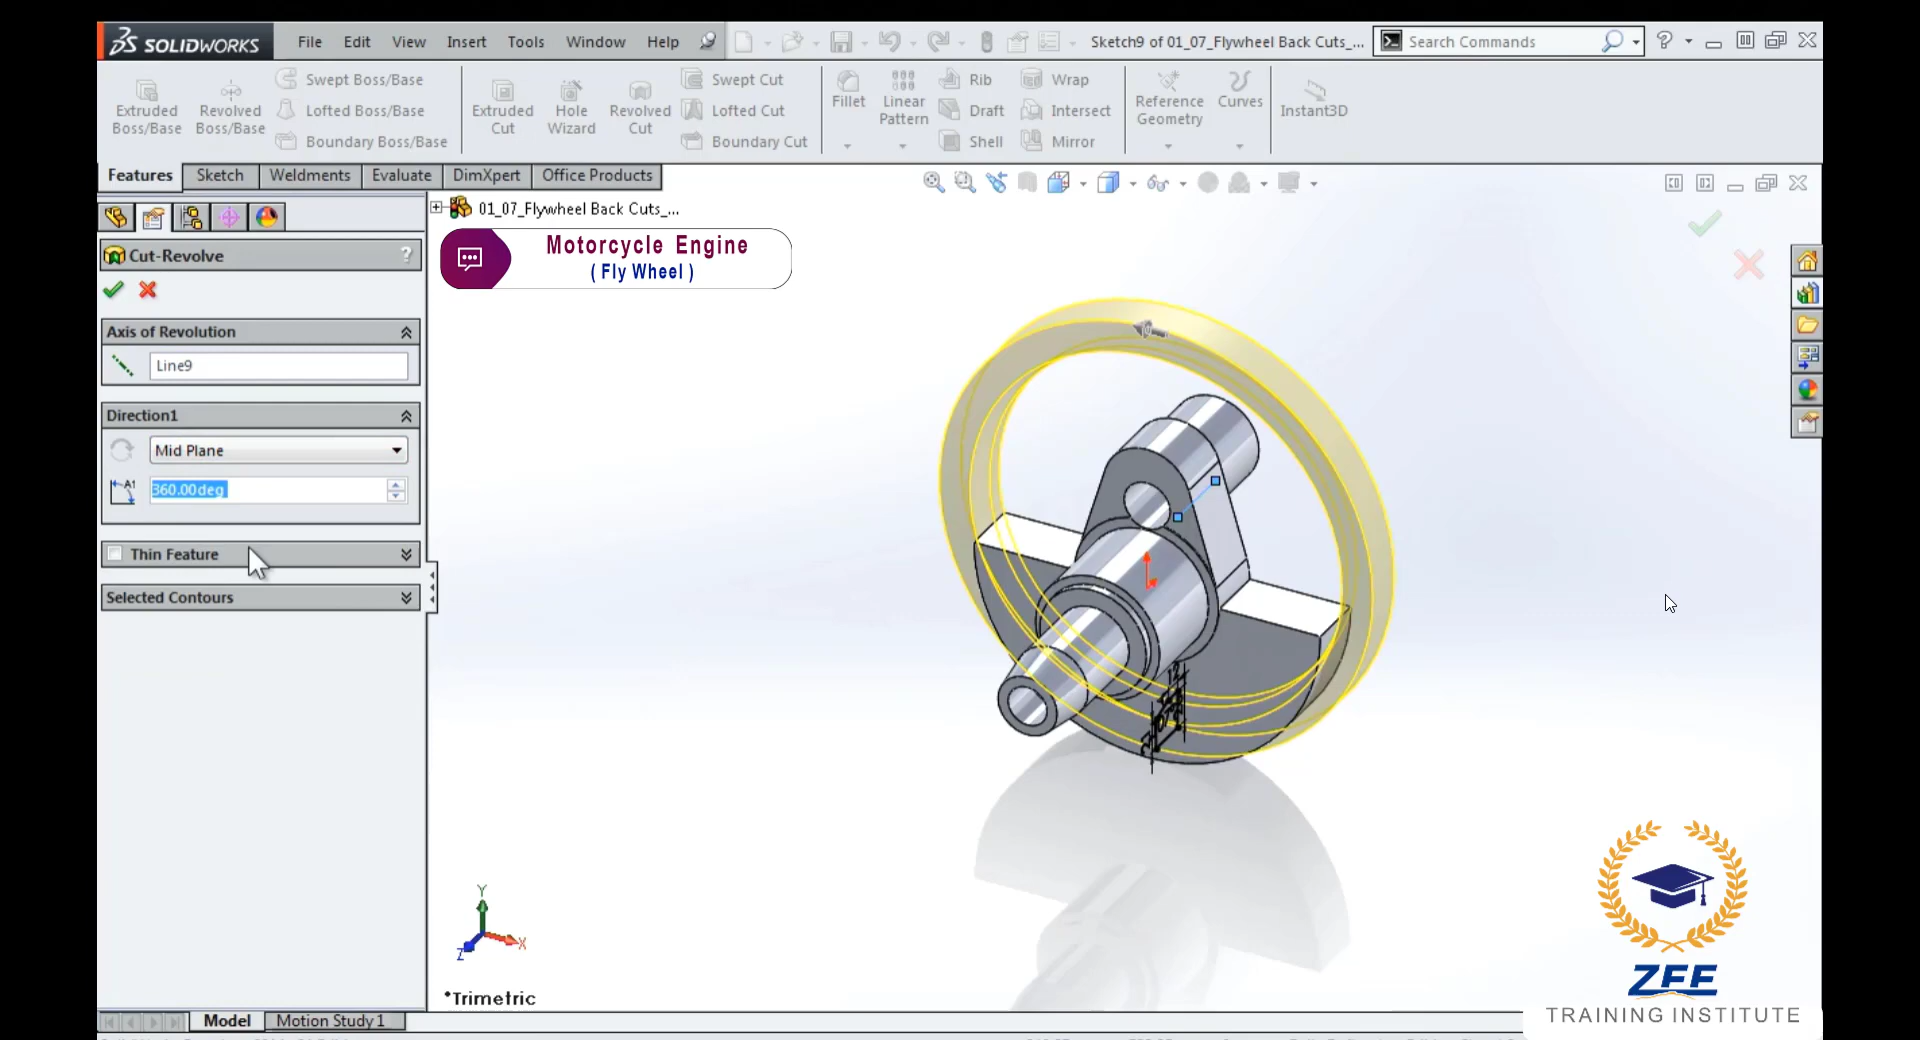 SOLIDWORKS
File Edit View Insert Tools Window Help
Sketch9 of 01_07_Flywheel Back Cuts_...
Search Commands
Extruded Boss/Base
Revolved Boss/Base
Swept Boss/Base
Lofted Boss/Base
Boundary Boss/Base
Extruded Cut
Hole Wizard
Revolved Cut
Swept Cut
Lofted Cut
Boundary Cut
Fillet
Linear Pattern
Rib
Draft
Shell
Wrap
Intersect
Mirror
Reference Geometry
Curves
Instant3D
Features Sketch Weldments Evaluate DimXpert Office Products
01_07_Flywheel Back Cuts_...
Motorcycle Engine
( Fly Wheel )
Cut-Revolve
?
Axis of Revolution
Line9
Direction1
Mid Plane
A1
360.00deg
Thin Feature
Selected Contours
Y
X
Z
*Trimetric
ZFE
TRAINING INSTITUTE
Model Motion Study 1